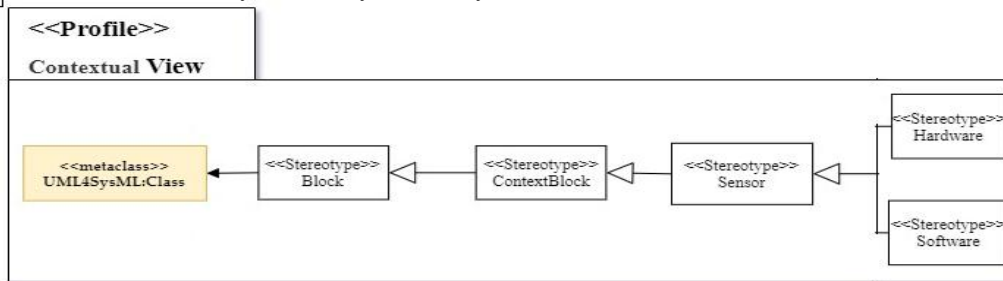 <<Profile>>
Contextual View
<<metaclass>>
UML4SysML:Class
<<Stereotype>>
Block
<<Stereotype>>
ContextBlock
<<Stereotype>>
Sensor
<<Stereotype>>
Hardware
<<Stereotype>>
Software